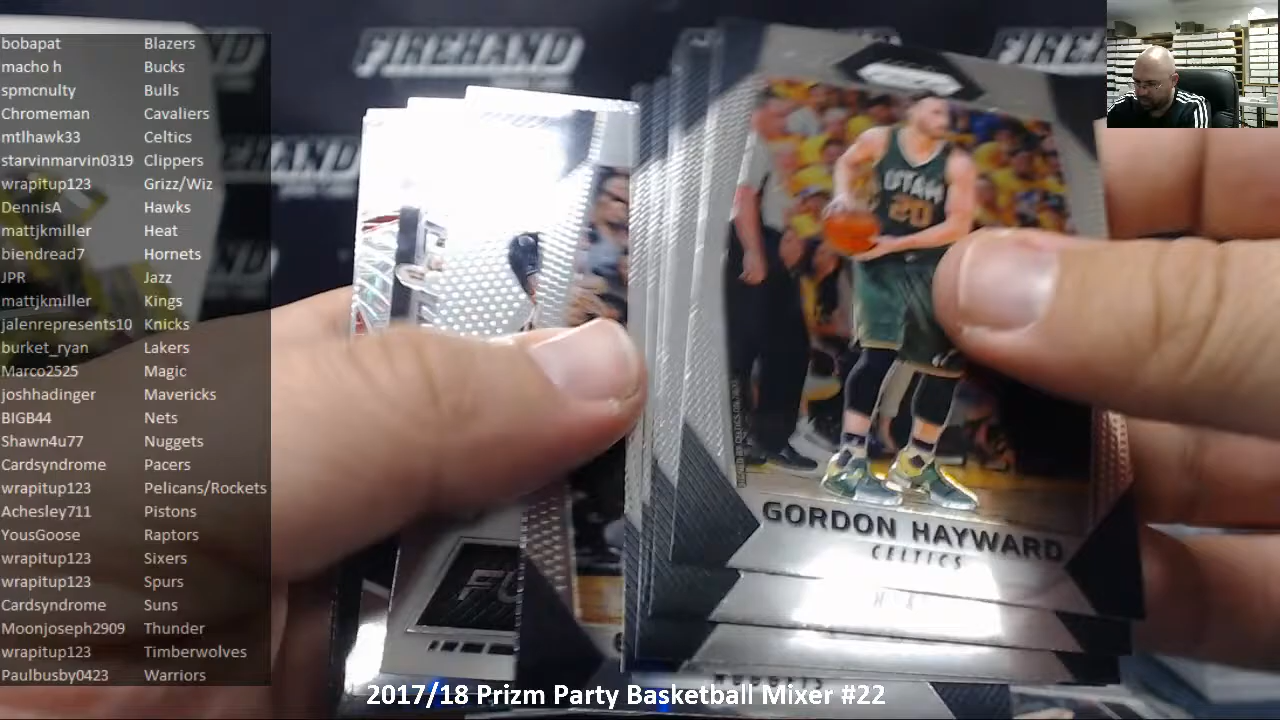 bobapat Blazers
macho h Bucks
spmcnulty Bulls
Chromeman Cavaliers
mtlhawk33 Celtics
starvinmarvin0319 Clippers
wrapitup123 Grizz/Wiz
DennisA Hawks
mattjkmiller Heat
biendread7 Hornets
JPR Jazz
mattjkmiller Kings
jalenrepresents10 Knicks
burket_ryan Lakers
Marco2525 Magic
joshhadinger Mavericks
BIGB44 Nets
Shawn4u77 Nuggets
Cardsyndrome Pacers
wrapitup123 Pelicans/Rockets
Achesley711 Pistons
YousGoose Raptors
wrapitup123 Sixers
wrapitup123 Spurs
Cardsyndrome Suns
Moonjoseph2909 Thunder
wrapitup123 Timberwolves
Paulbusby0423 Warriors
FIREHAND
UTAH
20
GORDON HAYWARD
CELTICS
NUGGETS
2017/18 Prizm Party Basketball Mixer #22